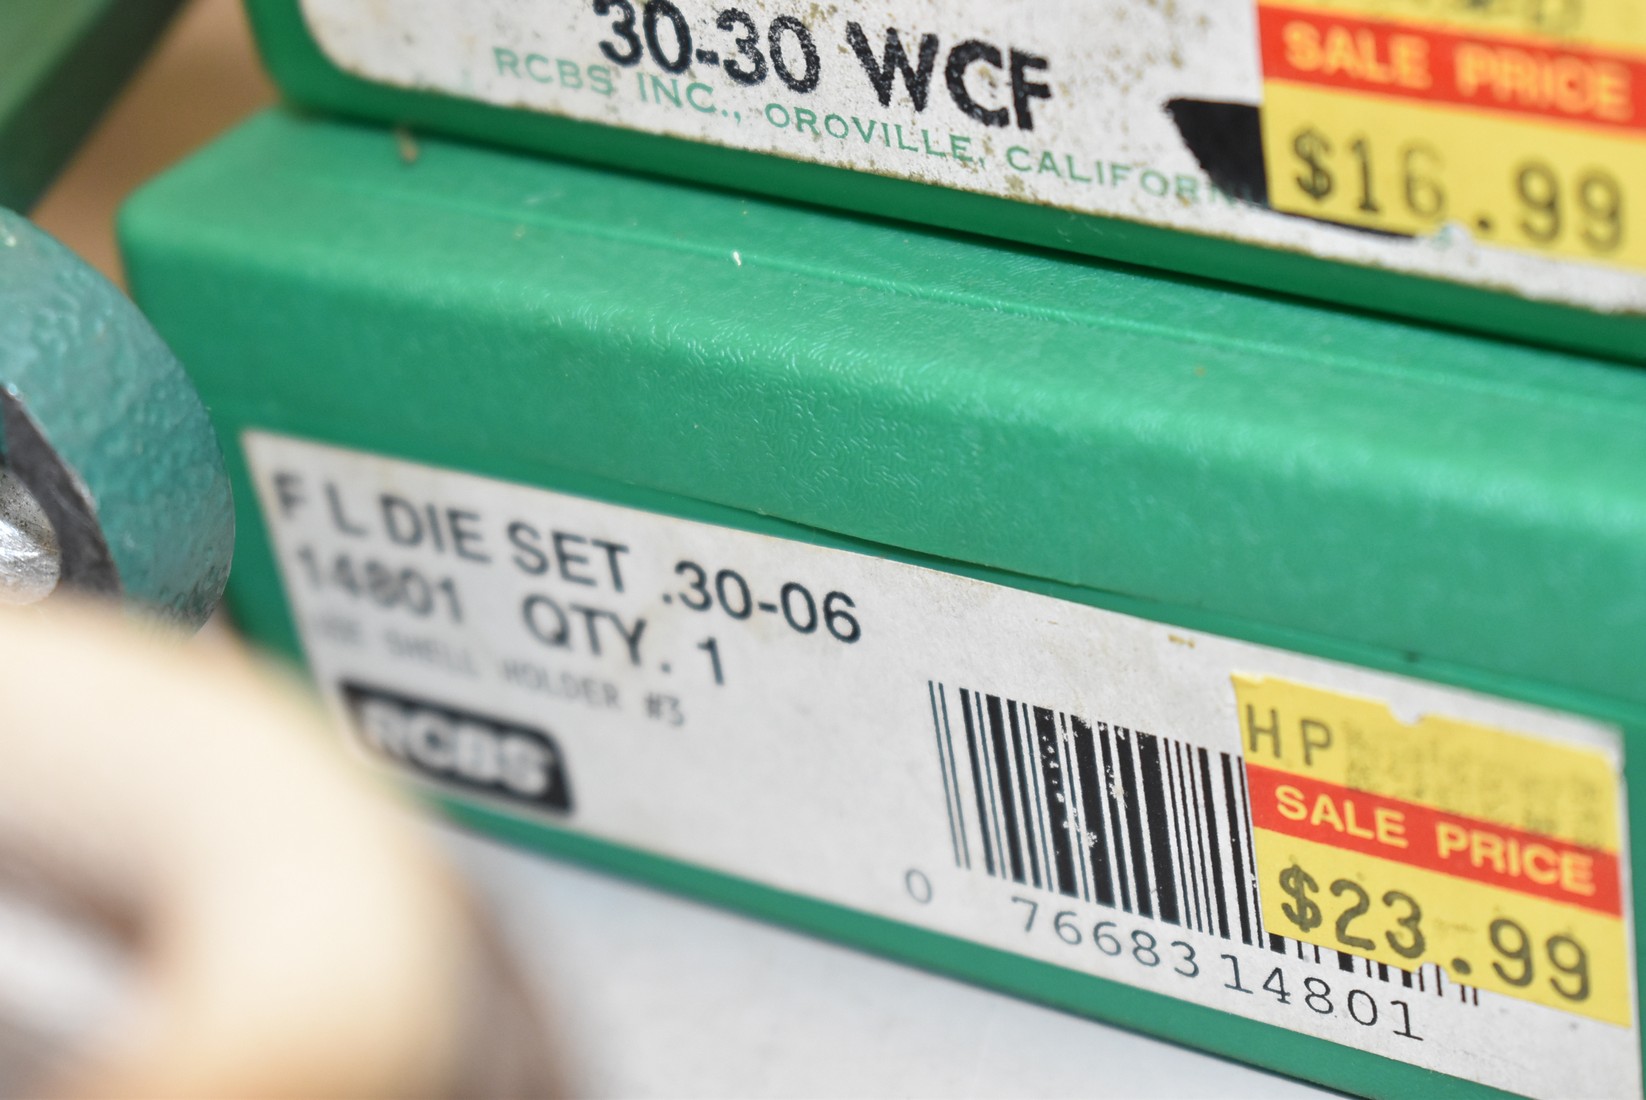 30-30 WCF
RCBS INC., OROVILLE, CALIFORN
SALE PRICE
$16.99
F L DIE SET .30-06
14801 QTY. 1
USE SHELL HOLDER #3
RCBS
HP
SALE PRICE
$23.99
0 76683 14801